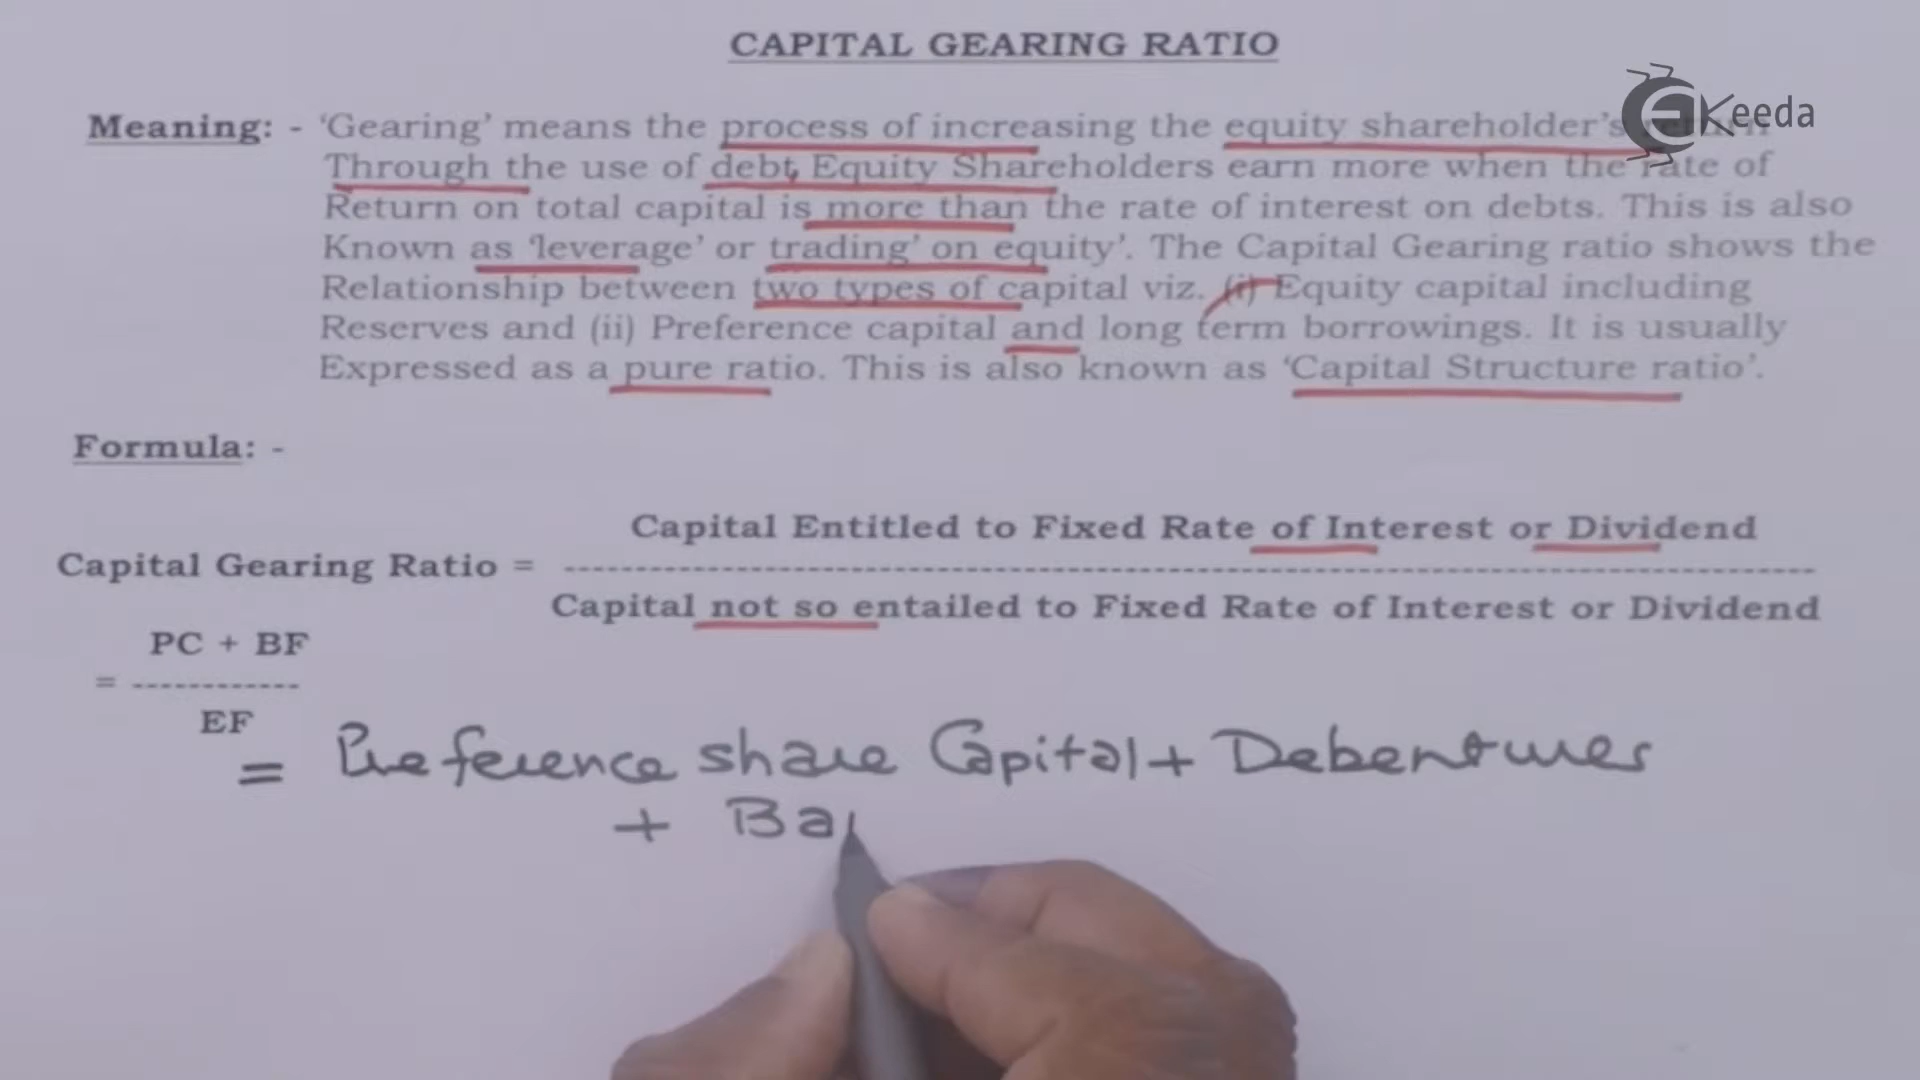 CAPITAL GEARING RATIO
EKeeda
Meaning: - ‘Gearing’ means the process of increasing the equity shareholder’s return
Through the use of debt, Equity Shareholders earn more when the rate of
Return on total capital is more than the rate of interest on debts. This is also
Known as ‘leverage’ or trading’ on equity’. The Capital Gearing ratio shows the
Relationship between two types of capital viz. (i) Equity capital including
Reserves and (ii) Preference capital and long term borrowings. It is usually
Expressed as a pure ratio. This is also known as ‘Capital Structure ratio’.
Formula: -
Capital Entitled to Fixed Rate of Interest or Dividend
Capital Gearing Ratio = ------------------------------------------------------------
Capital not so entailed to Fixed Rate of Interest or Dividend
PC + BF
= ------------
EF
= Preference share Capital + Debentures
+ Ba